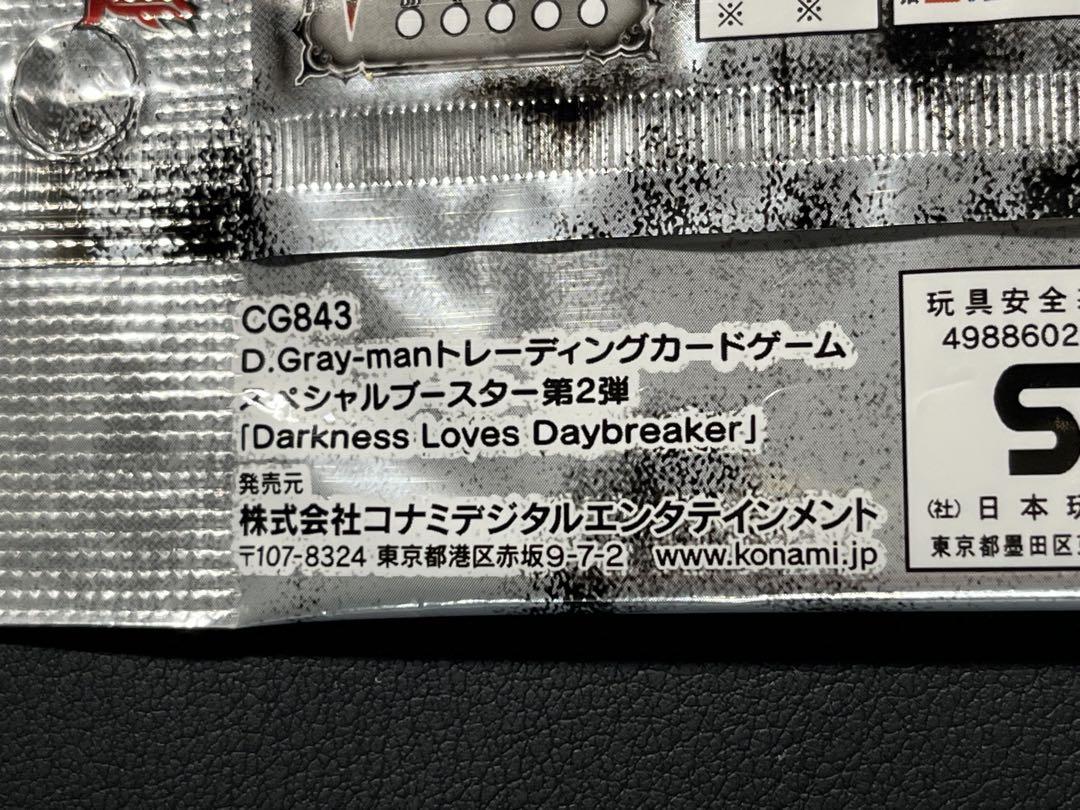 ※ ※
CG843
D.Gray-manトレーディングカードゲーム
スペシャルブースター第2弾
「Darkness Loves Daybreaker」
発売元
株式会社コナミデジタルエンタテインメント
〒107-8324 東京都港区赤坂9-7-2 www.konami.jp
玩具安全
4988602
S
(社)日本玩
東京都墨田区